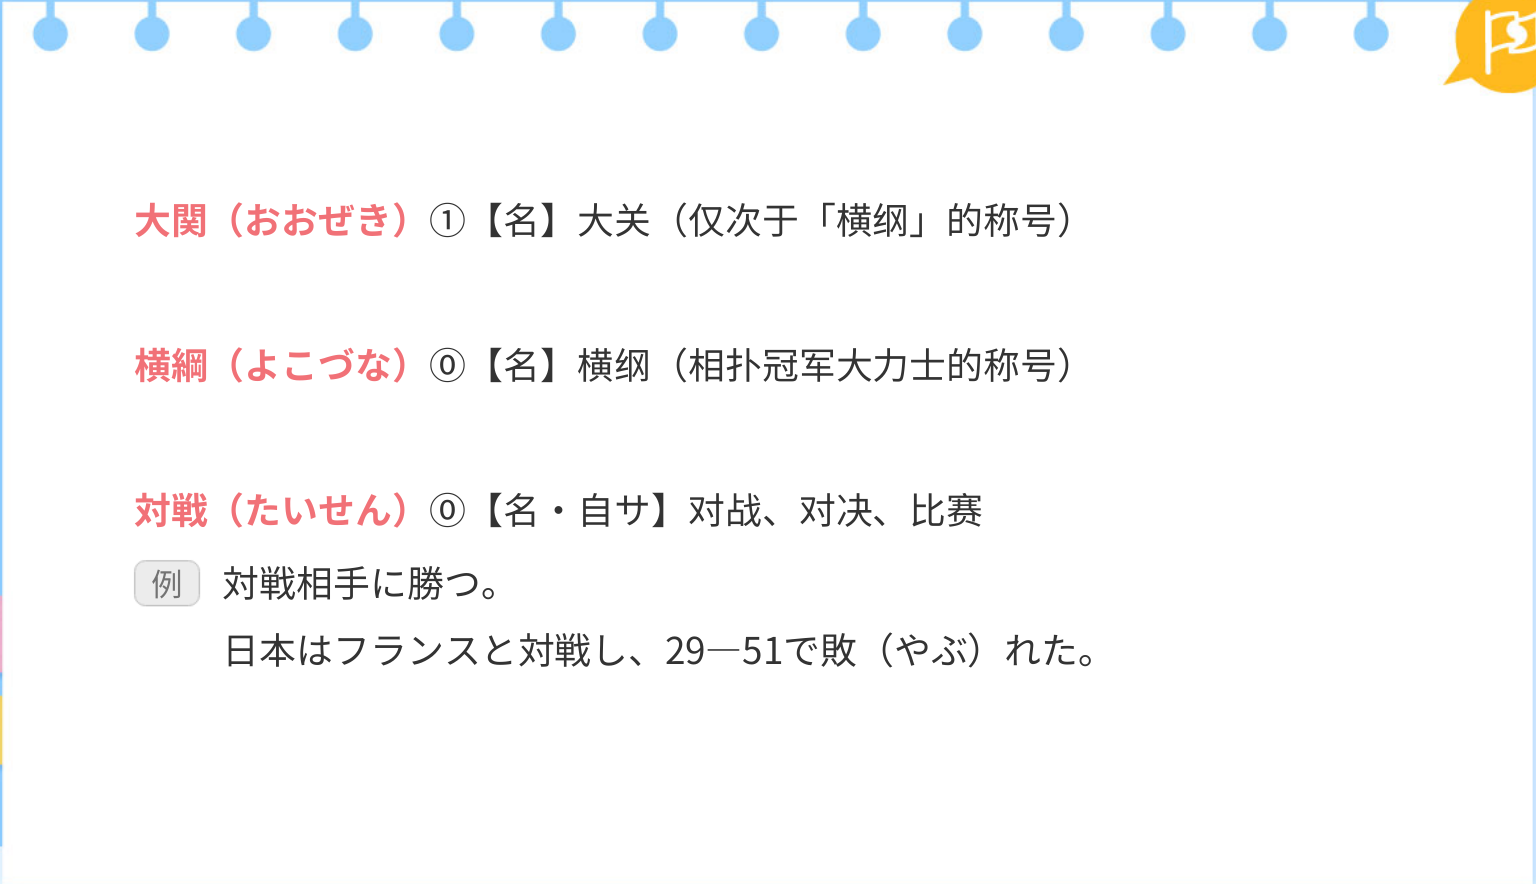 大関（おおぜき）①【名】大关（仅次于「横纲」的称号）
横綱（よこづな）⓪【名】横纲（相扑冠军大力士的称号）
対戦（たいせん）⓪【名・自サ】对战、对决、比赛
例 対戦相手に勝つ。
日本はフランスと対戦し、29—51で敗（やぶ）れた。